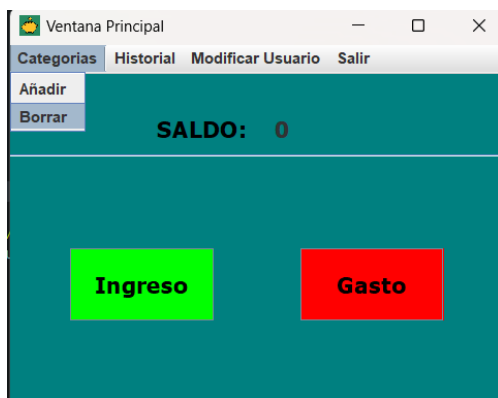 Ventana Principal
Categorias Historial Modificar Usuario Salir
Añadir
Borrar
SALDO: 0
Ingreso Gasto